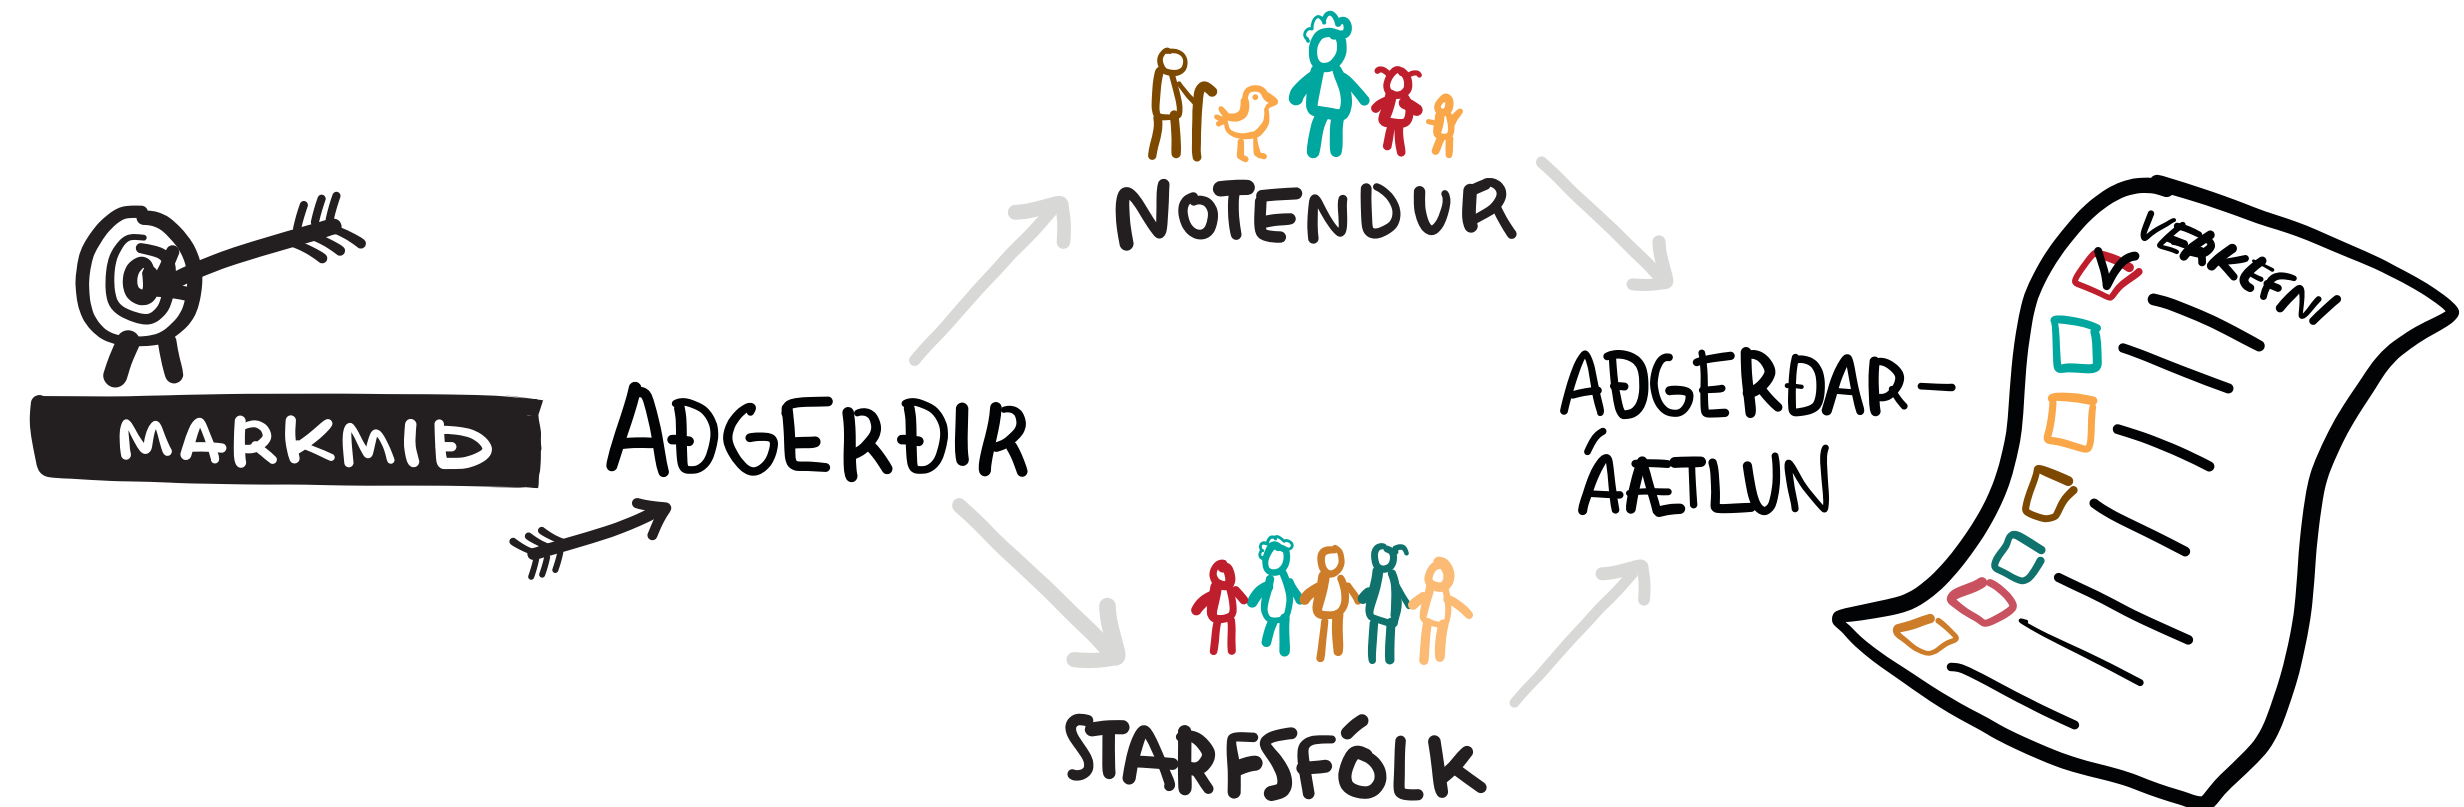 NOTENDUR
VERKEFNI
MARKMIÐ
AÐGERÐIR
AÐGERÐAR-
ÁÆTLUN
STARFSFÓLK